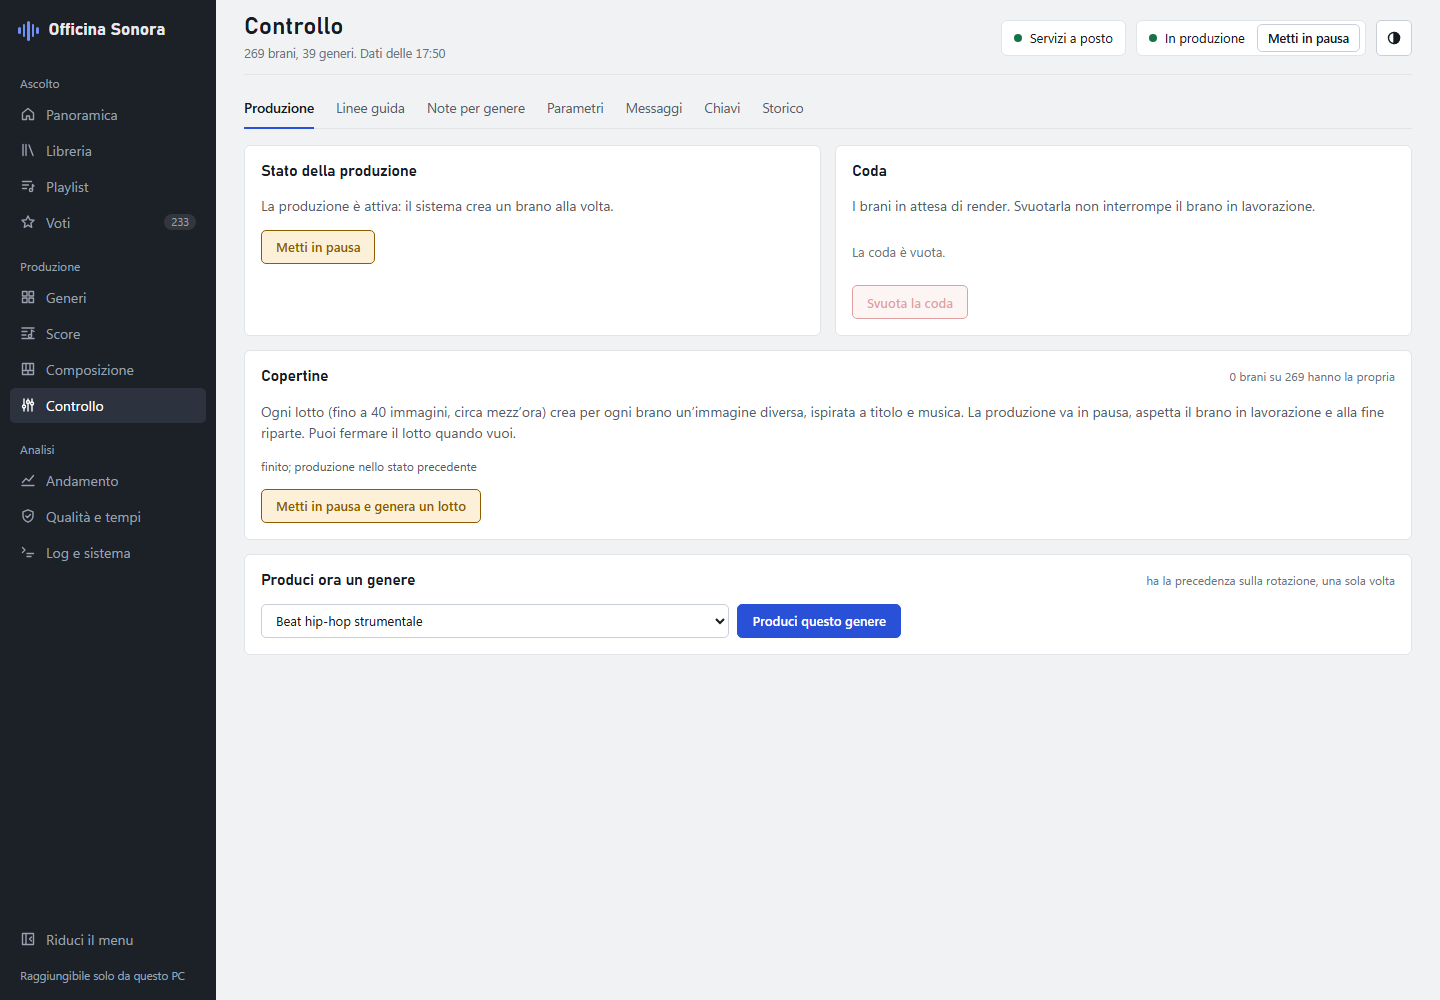 Officina Sonora
Ascolto
Panoramica
Libreria
Playlist
Voti 233
Produzione
Generi
Score
Composizione
Controllo
Analisi
Andamento
Qualità e tempi
Log e sistema
Riduci il menu
Raggiungibile solo da questo PC
Controllo
269 brani, 39 generi. Dati delle 17:50
Servizi a posto
In produzione Metti in pausa
Produzione Linee guida Note per genere Parametri Messaggi Chiavi Storico
Stato della produzione
La produzione è attiva: il sistema crea un brano alla volta.
Metti in pausa
Coda
I brani in attesa di render. Svuotarla non interrompe il brano in lavorazione.
La coda è vuota.
Svuota la coda
Copertine
0 brani su 269 hanno la propria
Ogni lotto (fino a 40 immagini, circa mezz’ora) crea per ogni brano un’immagine diversa, ispirata a titolo e musica. La produzione va in pausa, aspetta il brano in lavorazione e alla fine
riparte. Puoi fermare il lotto quando vuoi.
finito; produzione nello stato precedente
Metti in pausa e genera un lotto
Produci ora un genere
ha la precedenza sulla rotazione, una sola volta
Beat hip-hop strumentale
Produci questo genere